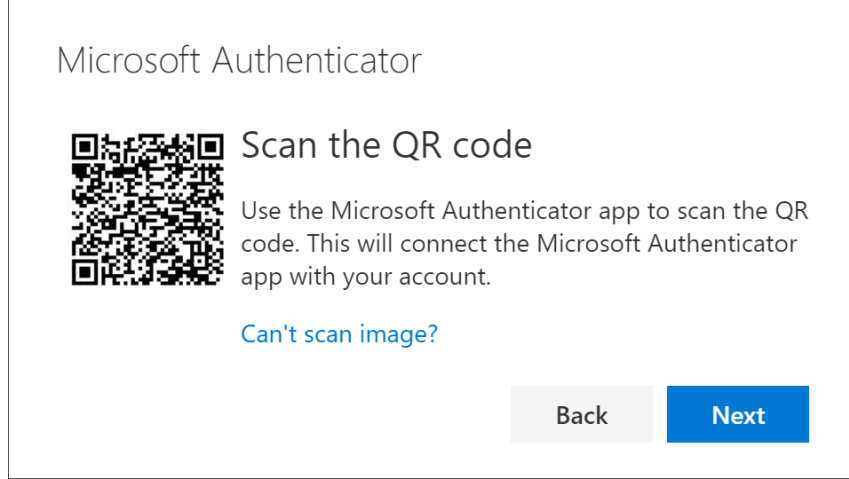 Microsoft Authenticator
Scan the QR code
Use the Microsoft Authenticator app to scan the QR
code. This will connect the Microsoft Authenticator
app with your account.
Can't scan image?
Back
Next